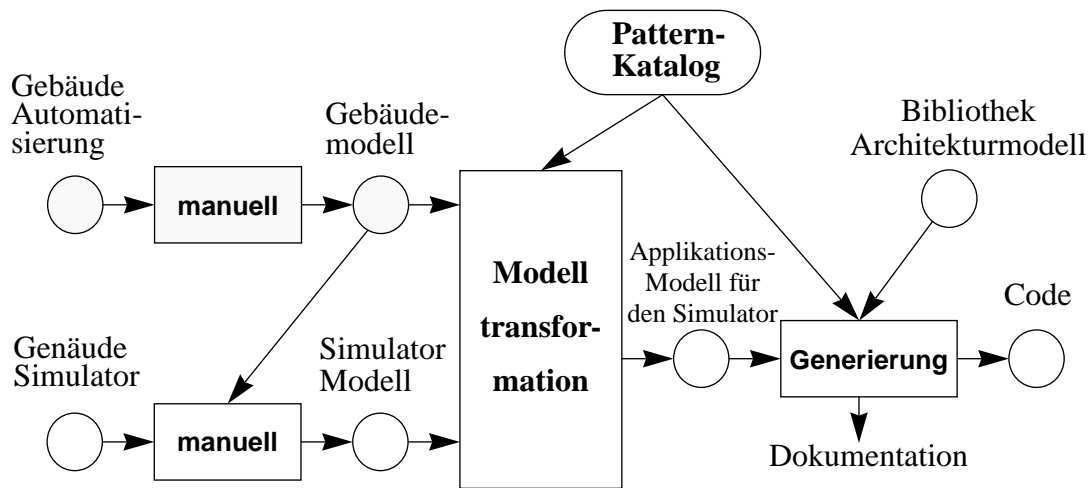 Pattern-
Katalog
Gebäude
Automati-
sierung
Gebäude-
modell
Bibliothek
Architekturmodell
manuell
Modell
transfor-
mation
Applikations-
Modell für
den Simulator
Code
Genäude
Simulator
Simulator
Modell
Generierung
manuell
Dokumentation